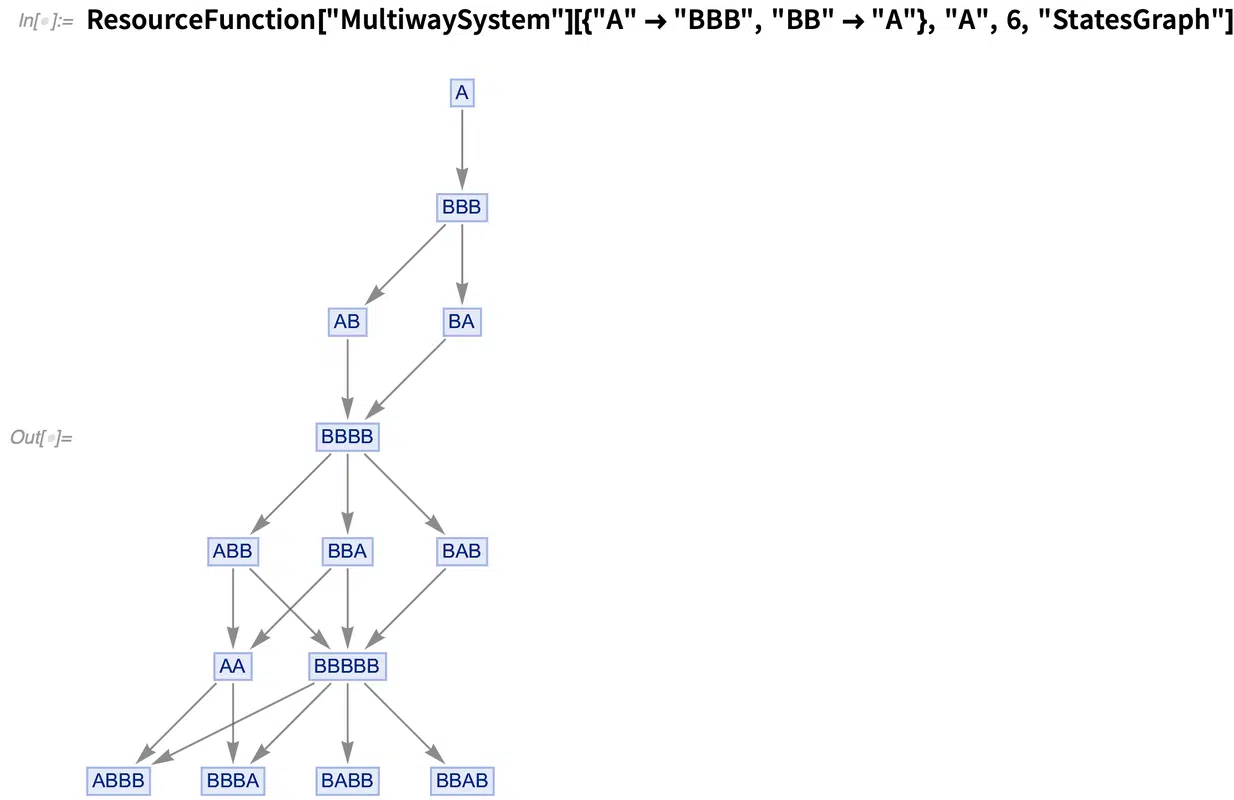 In[•]:= ResourceFunction["MultiwaySystem"][{"A" → "BBB", "BB" → "A"}, "A", 6, "StatesGraph"]
A
BBB
AB BA
Out[•]= BBBB
ABB BBA BAB
AA BBBBB
ABBB BBBA BABB BBAB